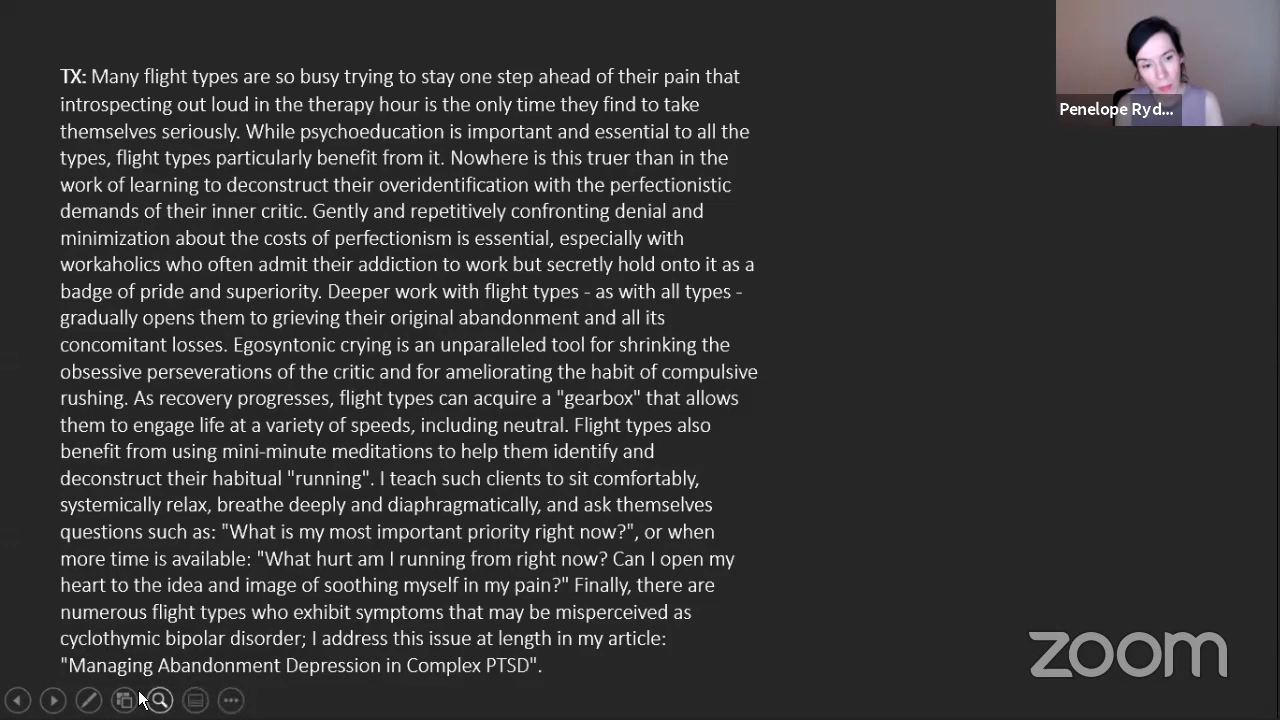 TX: Many flight types are so busy trying to stay one step ahead of their pain that
introspecting out loud in the therapy hour is the only time they find to take
themselves seriously. While psychoeducation is important and essential to all the
types, flight types particularly benefit from it. Nowhere is this truer than in the
work of learning to deconstruct their overidentification with the perfectionistic
demands of their inner critic. Gently and repetitively confronting denial and
minimization about the costs of perfectionism is essential, especially with
workaholics who often admit their addiction to work but secretly hold onto it as a
badge of pride and superiority. Deeper work with flight types - as with all types -
gradually opens them to grieving their original abandonment and all its
concomitant losses. Egosyntonic crying is an unparalleled tool for shrinking the
obsessive perseverations of the critic and for ameliorating the habit of compulsive
rushing. As recovery progresses, flight types can acquire a "gearbox" that allows
them to engage life at a variety of speeds, including neutral. Flight types also
benefit from using mini-minute meditations to help them identify and
deconstruct their habitual "running". I teach such clients to sit comfortably,
systemically relax, breathe deeply and diaphragmatically, and ask themselves
questions such as: "What is my most important priority right now?", or when
more time is available: "What hurt am I running from right now? Can I open my
heart to the idea and image of soothing myself in my pain?" Finally, there are
numerous flight types who exhibit symptoms that may be misperceived as
cyclothymic bipolar disorder; I address this issue at length in my article:
"Managing Abandonment Depression in Complex PTSD".
Penelope Ryd...
zoom